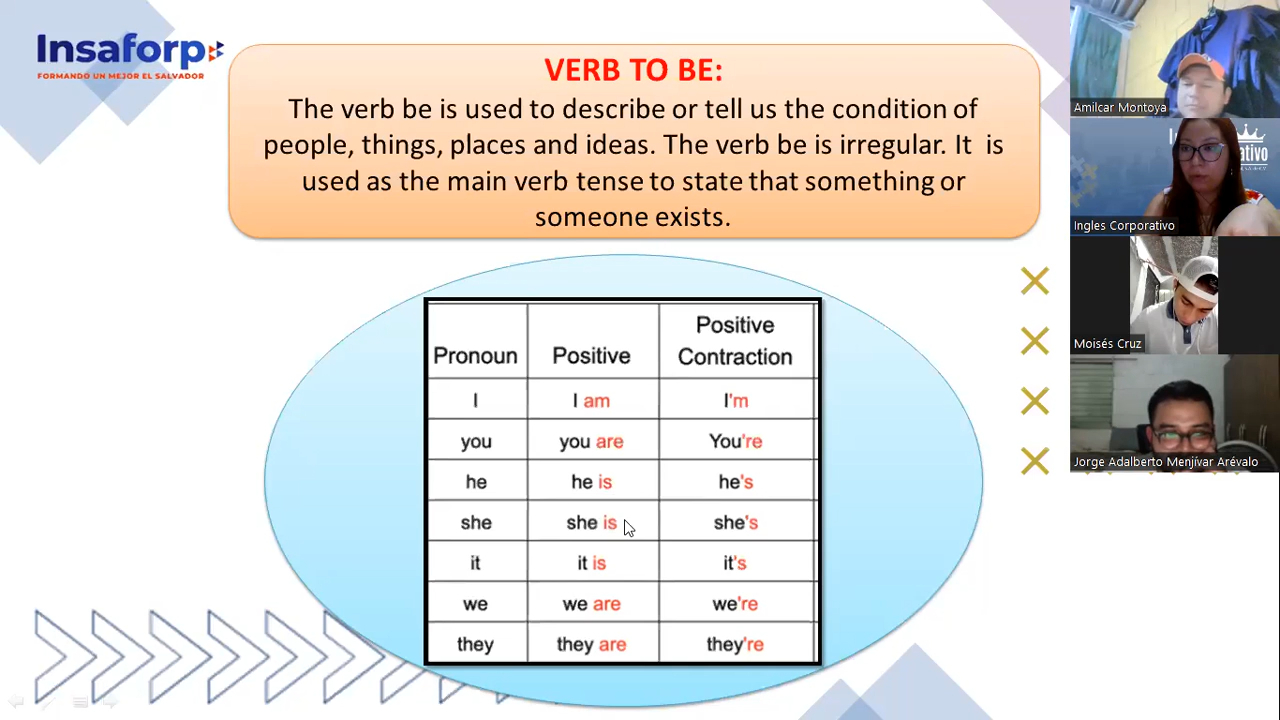 Insaforp
FORMANDO UN MEJOR EL SALVADOR
VERB TO BE:
The verb be is used to describe or tell us the condition of
people, things, places and ideas. The verb be is irregular. It is
used as the main verb tense to state that something or
someone exists.
Pronoun Positive Positive Contraction
I I am I'm
you you are You're
he he is he's
she she is she's
it it is it's
we we are we're
they they are they're
Amilcar Montoya
Ingles Corporativo
Moisés Cruz
Jorge Adalberto Menjívar Arévalo